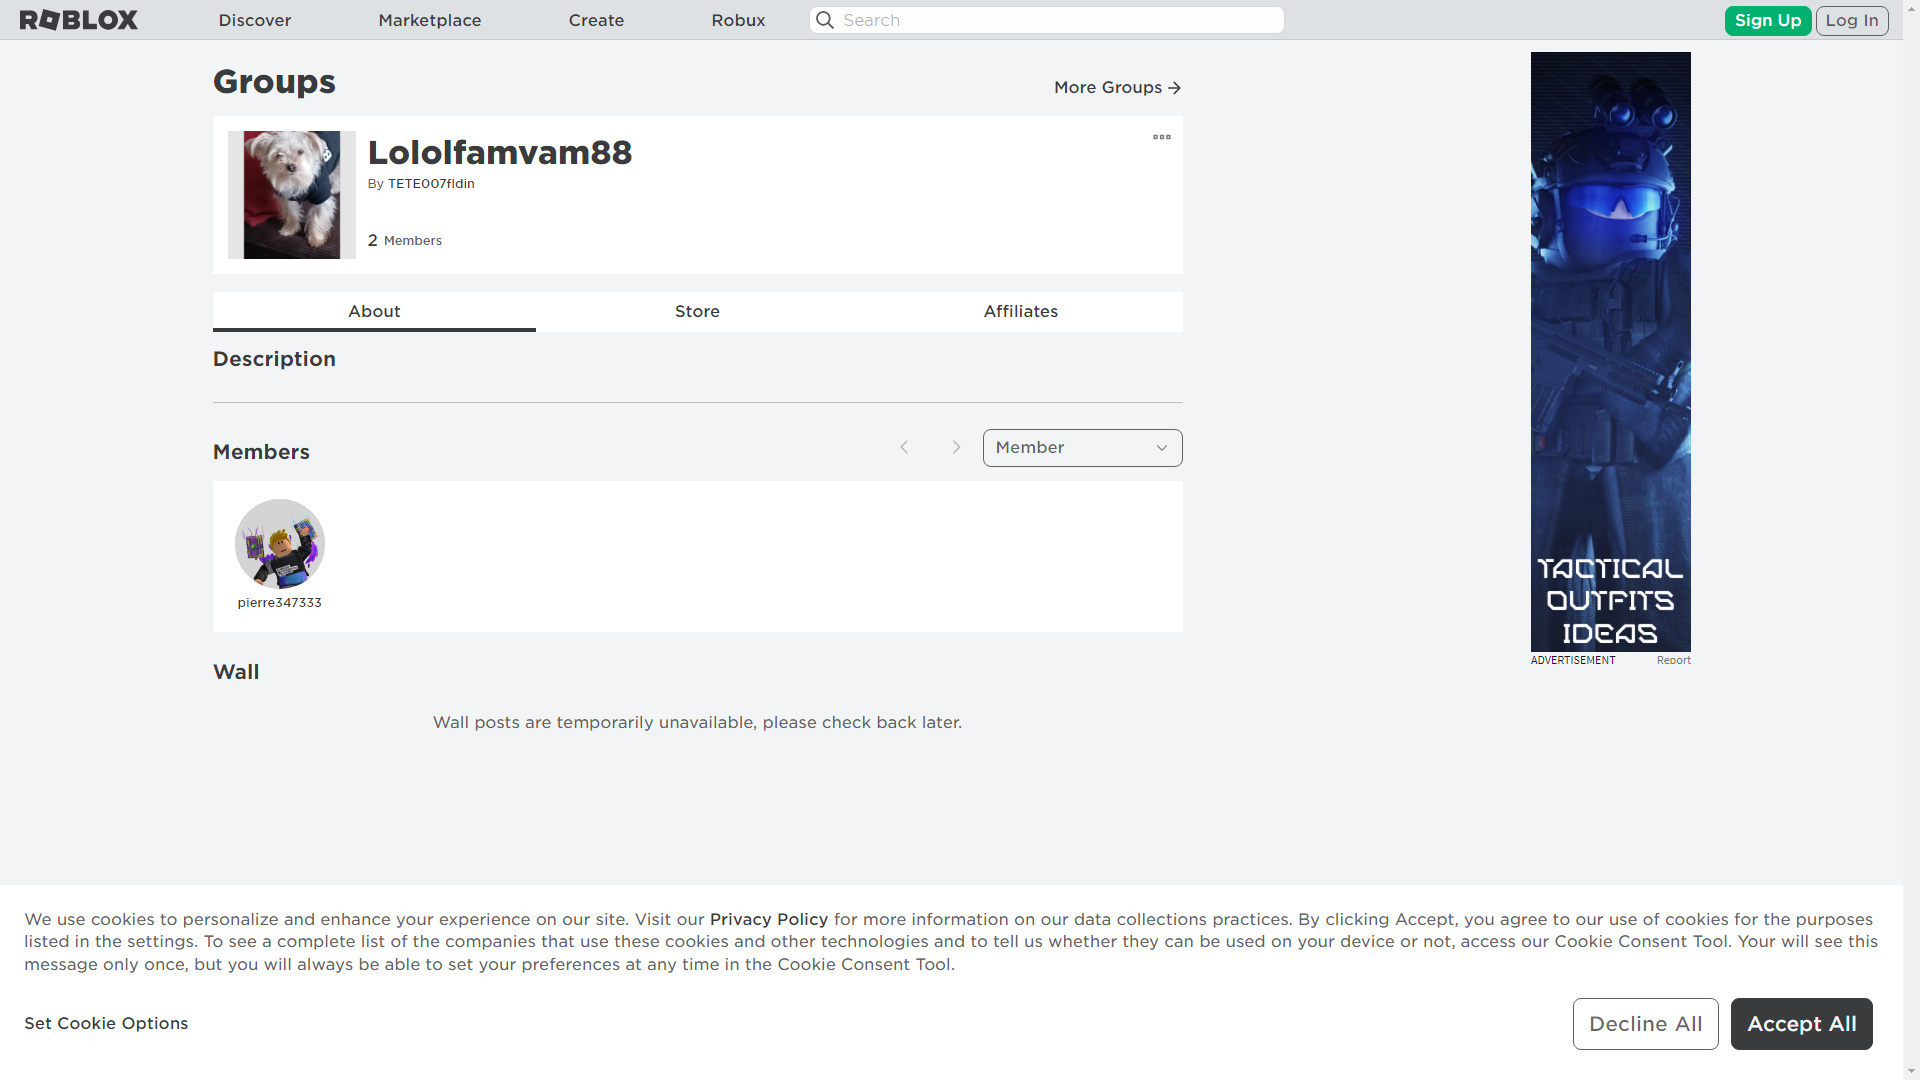 ROBLOX
Discover
Marketplace
Create
Robux
Search
Sign Up
Log In
Groups
More Groups
Lololfamvam88
By TETE007fldin
2 Members
About
Store
Affiliates
Description
Members
Member
pierre347333
Wall
Wall posts are temporarily unavailable, please check back later.
TACTICAL
OUTFITS
IDEAS
ADVERTISEMENT
Report
We use cookies to personalize and enhance your experience on our site. Visit our Privacy Policy for more information on our data collections practices. By clicking Accept, you agree to our use of cookies for the purposes
listed in the settings. To see a complete list of the companies that use these cookies and other technologies and to tell us whether they can be used on your device or not, access our Cookie Consent Tool. Your will see this
message only once, but you will always be able to set your preferences at any time in the Cookie Consent Tool.
Set Cookie Options
Decline All
Accept All